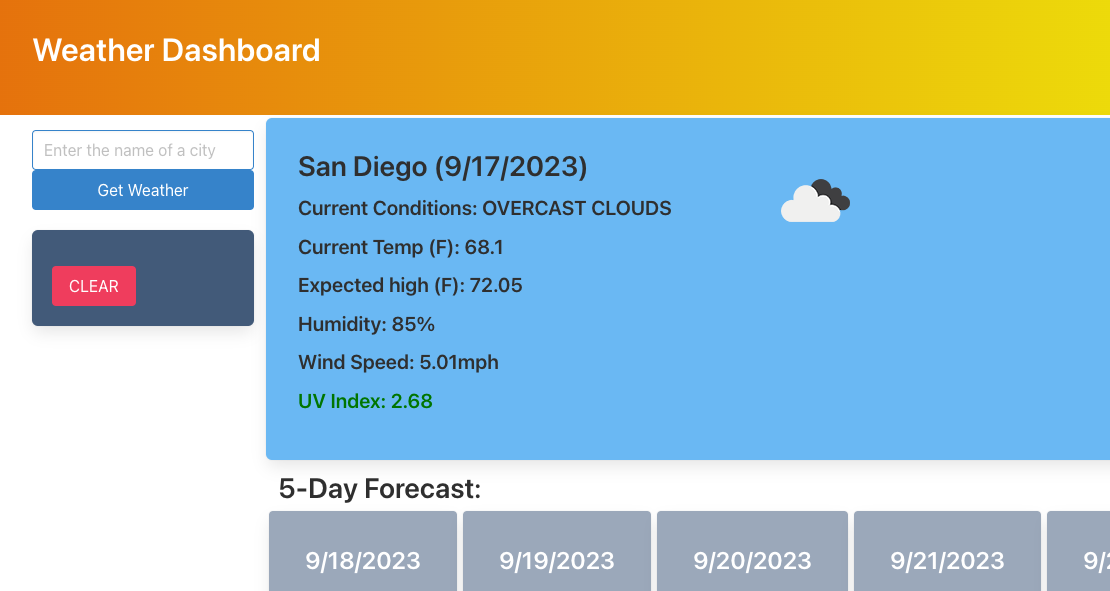 Weather Dashboard
Enter the name of a city
Get Weather
CLEAR
San Diego (9/17/2023)
Current Conditions: OVERCAST CLOUDS
Current Temp (F): 68.1
Expected high (F): 72.05
Humidity: 85%
Wind Speed: 5.01mph
UV Index: 2.68
5-Day Forecast:
9/18/2023
9/19/2023
9/20/2023
9/21/2023